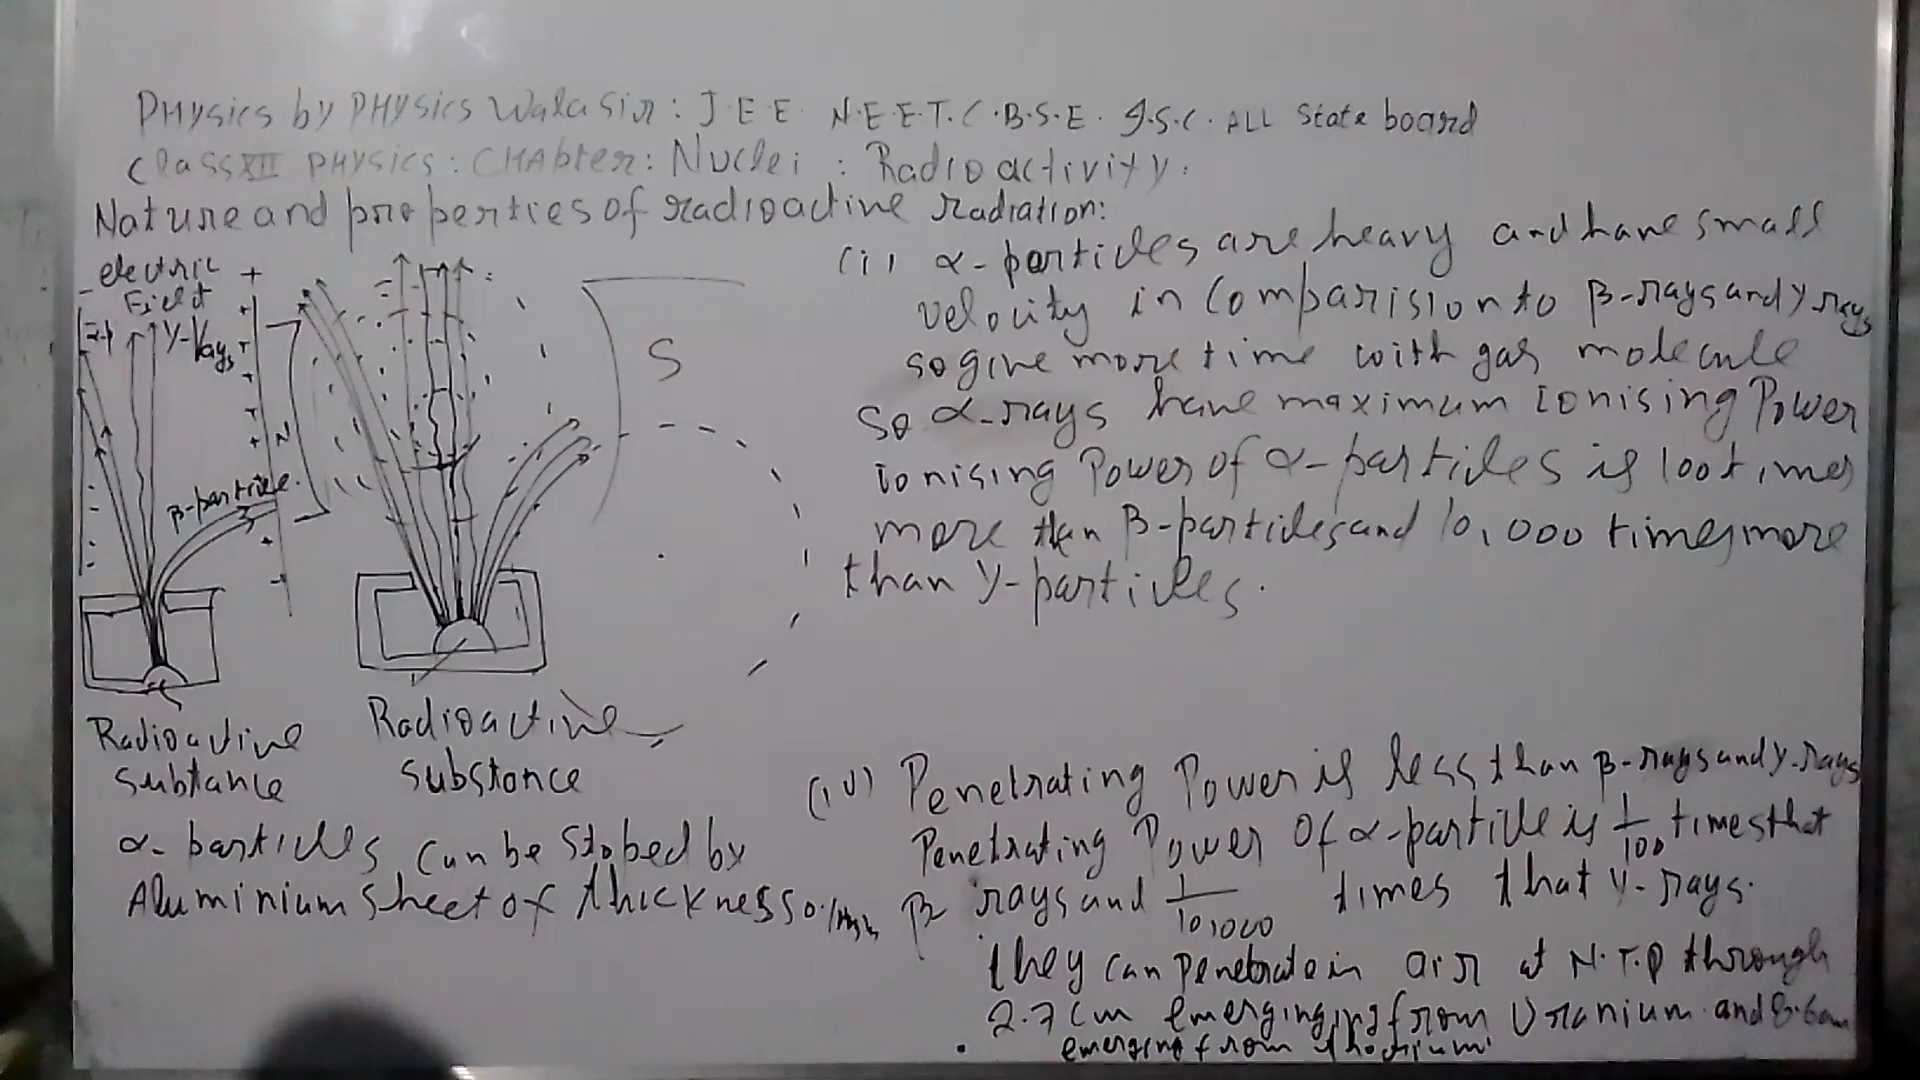 Physics by PHysics Wala sir: J.E.E. N.E.E.T. C.B.S.E. I.S.C. ALL State board
Class XII PHYSICS: CHApter: Nuclei : Radioactivity.
Nature and properties of radioactive radiation:
electric
Field
γ-rays
β-particle.
N
S
Radioactive
subtance
Radioactive
substance
α-particles can be Stoped by
Aluminium sheet of thickness
(i) α-particles are heavy and have small
velocity in Comparision to β-rays and γ rays
so give more time with gas molecule
So α-rays have maximum ionising Power
ionising Power of α-particles is 100 times
more than β-particles and 10,000 times more
than γ-particles.
(iv) Penetrating Power is less than β-rays and γ-rays
Penetrating Power of α-particle is 1/100 times that
β rays and 1/10,000 times that γ-rays.
they can penetrate in air at N.T.P through
2.7 cm emerging from Uranium and 8.6 cm
emerging from